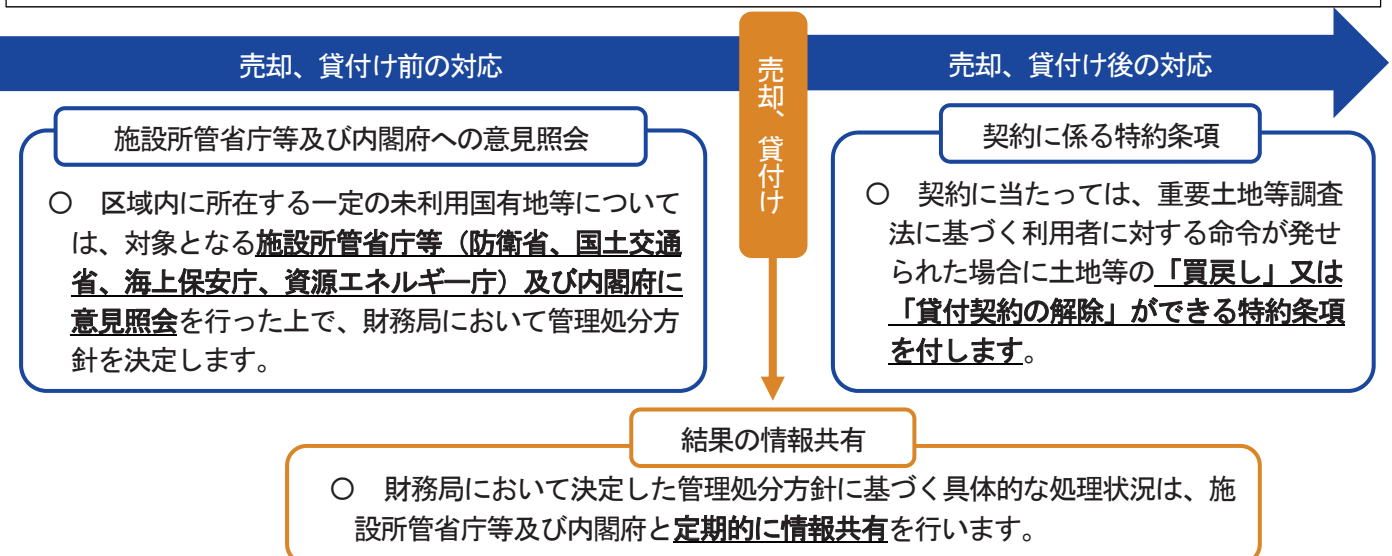 売却、貸付け前の対応
売却、貸付け
売却、貸付け後の対応
施設所管省庁等及び内閣府への意見照会
〇 区域内に所在する一定の未利用国有地等について
は、対象となる施設所管省庁等（防衛省、国土交通
省、海上保安庁、資源エネルギー庁）及び内閣府に
意見照会を行った上で、財務局において管理処分方
針を決定します。
契約に係る特約条項
〇 契約に当たっては、重要土地等調査
法に基づく利用者に対する命令が発せ
られた場合に土地等の「買戻し」又は
「貸付契約の解除」ができる特約条項
を付します。
結果の情報共有
〇 財務局において決定した管理処分方針に基づく具体的な処理状況は、施
設所管省庁等及び内閣府と定期的に情報共有を行います。